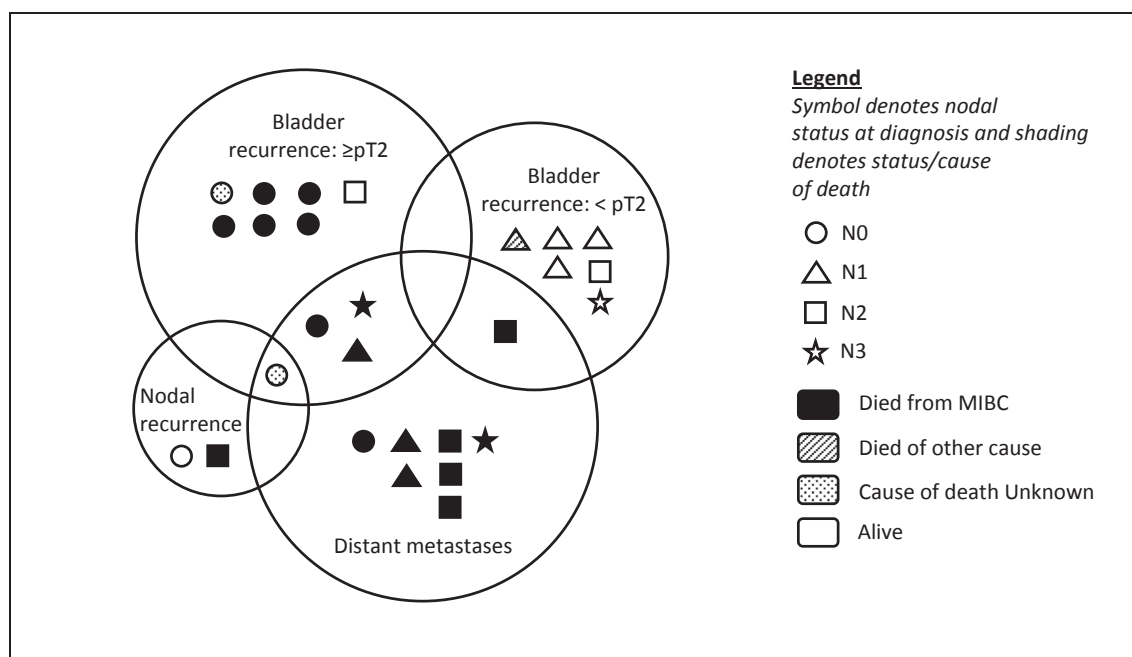 Bladder
recurrence: ≥pT2
Bladder
recurrence: < pT2
Nodal
recurrence
Distant metastases
Legend
Symbol denotes nodal
status at diagnosis and shading
denotes status/cause
of death
N0
N1
N2
N3
Died from MIBC
Died of other cause
Cause of death Unknown
Alive